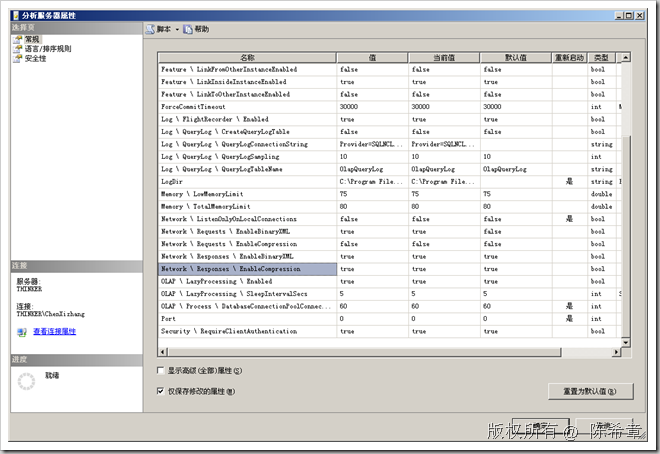 分析服务器属性
选择页
常规
语言/排序规则
安全性
脚本 帮助
名称 值 当前值 默认值 重新启动 类型
Feature \ LinkFromOtherInstanceEnabled false false false bool
Feature \ LinkInsideInstanceEnabled true true true bool
Feature \ LinkToOtherInstanceEnabled false false false bool
ForceCommitTimeout 30000 30000 30000 int
Log \ FlightRecorder \ Enabled true true true bool
Log \ QueryLog \ CreateQueryLogTable false false false bool
Log \ QueryLog \ QueryLogConnectionString Provider=SQLNCL... Provider=SQLNCL... string
Log \ QueryLog \ QueryLogSampling 10 10 10 int
Log \ QueryLog \ QueryLogTableName OlapQueryLog OlapQueryLog OlapQueryLog string
LogDir C:\Program File... C:\Program File... 是 string
Memory \ LowMemoryLimit 75 75 75 double
Memory \ TotalMemoryLimit 80 80 80 double
Network \ ListenOnlyOnLocalConnections false false false 是 bool
Network \ Requests \ EnableBinaryXML true true false bool
Network \ Requests \ EnableCompression false false false bool
Network \ Responses \ EnableBinaryXML true true true bool
Network \ Responses \ EnableCompression true true true bool
OLAP \ LazyProcessing \ Enabled true true true bool
OLAP \ LazyProcessing \ SleepIntervalSecs 5 5 5 int
OLAP \ Process \ DatabaseConnectionPoolConnec... 60 60 60 是 int
Port 0 0 0 是 int
Security \ RequireClientAuthentication true true true bool
连接
服务器:
THINKER
连接:
THINKER\ChenXizhang
查看连接属性
进度
就绪
显示高级(全部)属性(S)
仅保存修改的属性(M)
重置为默认值(R)
版权所有 @ 陈希章